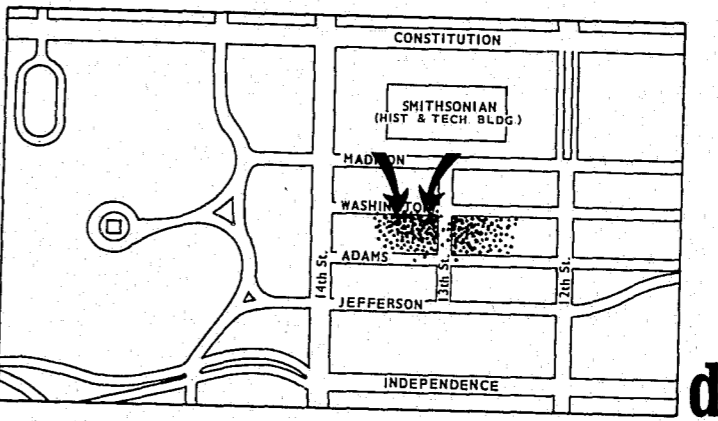 CONSTITUTION
SMITHSONIAN
(HIST & TECH. BLDG.)
MADISON
WASHINGTON
ADAMS
14th St.
13th St.
12th St.
JEFFERSON
INDEPENDENCE
d